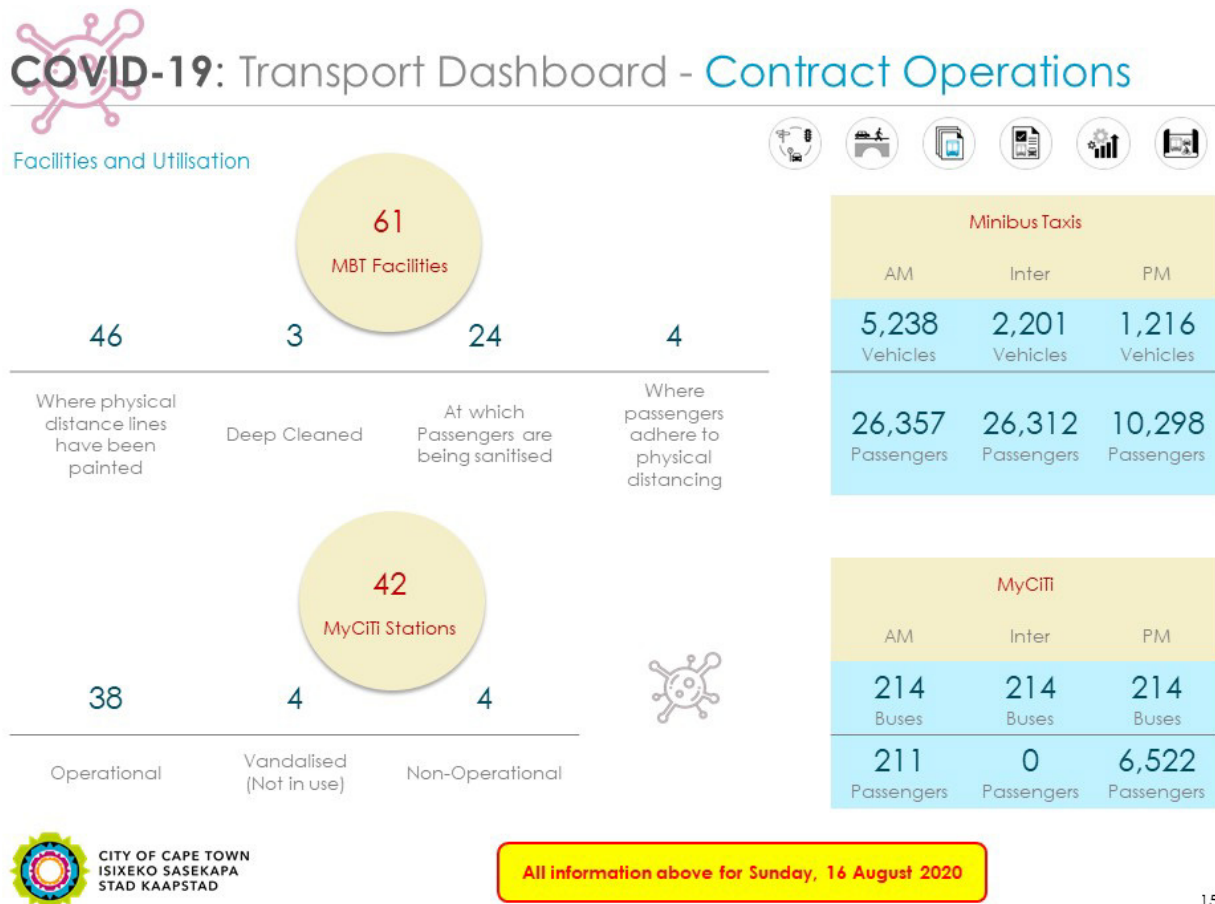 COVID-19: Transport Dashboard - Contract Operations
Facilities and Utilisation
61
MBT Facilities
46
3
24
4
Where physical
distance lines
have been
painted
Deep Cleaned
At which
Passengers are
being sanitised
Where
passengers
adhere to
physical
distancing
Minibus Taxis
AM Inter PM
5,238 2,201 1,216
Vehicles Vehicles Vehicles
26,357 26,312 10,298
Passengers Passengers Passengers
42
MyCiTi Stations
38
4
4
Operational
Vandalised
(Not in use)
Non-Operational
MyCiTi
AM Inter PM
214 214 214
Buses Buses Buses
211 0 6,522
Passengers Passengers Passengers
CITY OF CAPE TOWN
ISIXEKO SASEKAPA
STAD KAAPSTAD
All information above for Sunday, 16 August 2020
15